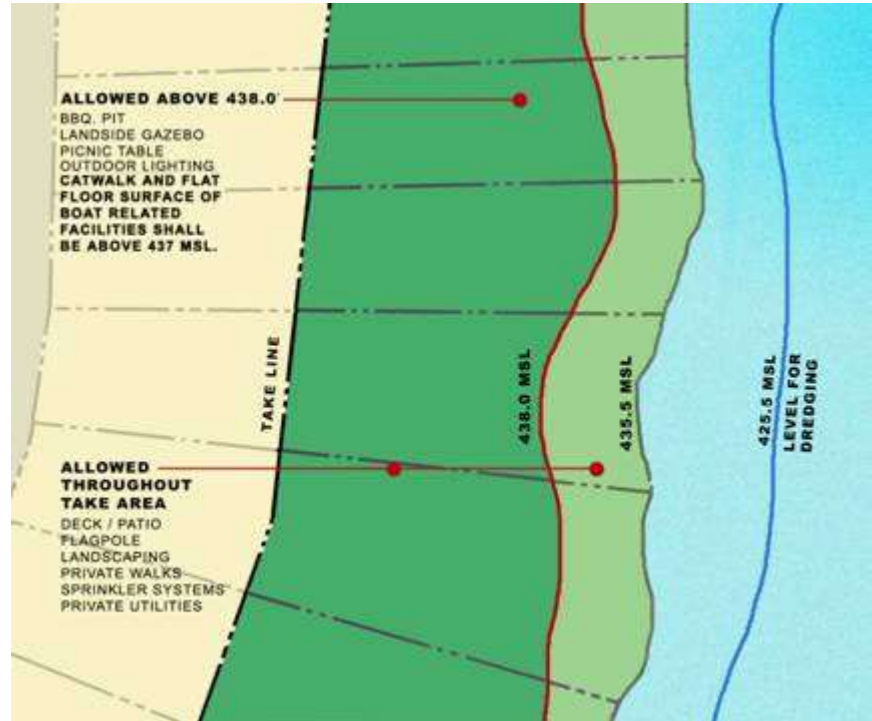 ALLOWED ABOVE 438.0'
BBQ. PIT
LANDSIDE GAZEBO
PICNIC TABLE
OUTDOOR LIGHTING
CATWALK AND FLAT
FLOOR SURFACE OF
BOAT RELATED
FACILITIES SHALL
BE ABOVE 437 MSL.
TAKE LINE
438.0 MSL
435.5 MSL
425.5 MSL
LEVEL FOR
DREDGING
ALLOWED
THROUGHOUT
TAKE AREA
DECK / PATIO
FLAGPOLE
LANDSCAPING
PRIVATE WALKS
SPRINKLER SYSTEMS
PRIVATE UTILITIES